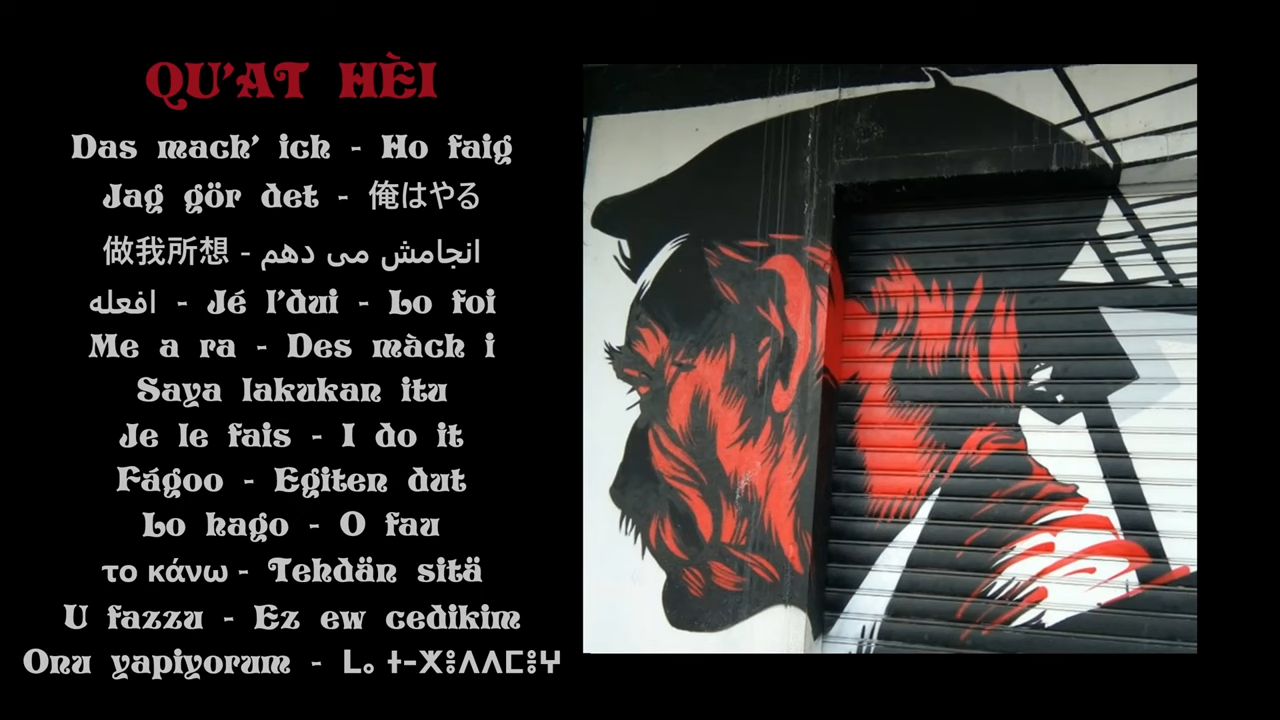 QU'AT HÈI
Das mach' ich - Ho faig
Jag gör det - 俺はやる
做我所想 - انجامش می دهم
افعله - Jé l'dui - Lo foi
Me a ra - Des màch i
Saya lakukan itu
Je le fais - I do it
Fágoo - Egiten dut
Lo hago - O fau
το κάνω - Tehdän sitä
U fazzu - Ez ew cedikim
Onu yapiyorum - ⵎⴰ ⵜ-ⵅⵓⴷⴷⵎⵓⵖ